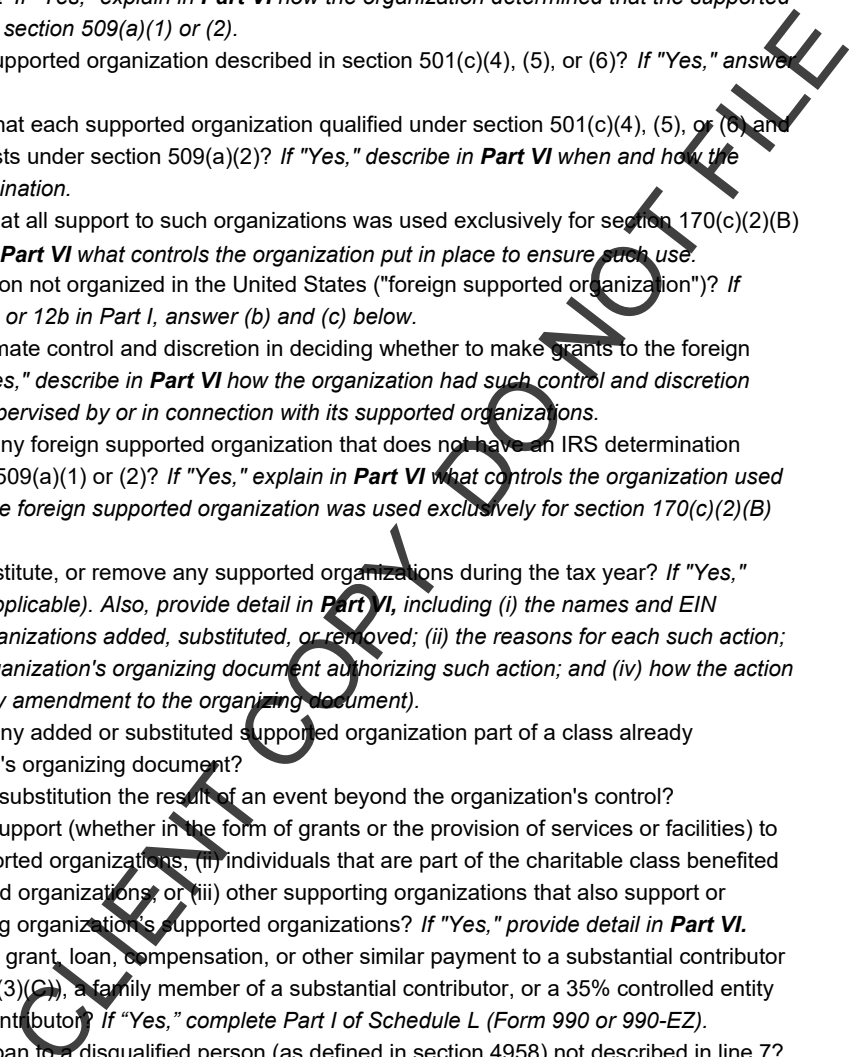 If "Yes," explain in Part VI how the organization determined that the supported
section 509(a)(1) or (2).
upported organization described in section 501(c)(4), (5), or (6)? If "Yes," answer
hat each supported organization qualified under section 501(c)(4), (5), or (6) and
sts under section 509(a)(2)? If "Yes," describe in Part VI when and how the
ination.
at all support to such organizations was used exclusively for section 170(c)(2)(B)
Part VI what controls the organization put in place to ensure such use.
on not organized in the United States ("foreign supported organization")? If
or 12b in Part I, answer (b) and (c) below.
mate control and discretion in deciding whether to make grants to the foreign
es," describe in Part VI how the organization had such control and discretion
pervised by or in connection with its supported organizations.
ny foreign supported organization that does not have an IRS determination
509(a)(1) or (2)? If "Yes," explain in Part VI what controls the organization used
e foreign supported organization was used exclusively for section 170(c)(2)(B)
stitute, or remove any supported organizations during the tax year? If "Yes,"
pplicable). Also, provide detail in Part VI, including (i) the names and EIN
anizations added, substituted, or removed; (ii) the reasons for each such action;
ganization's organizing document authorizing such action; and (iv) how the action
y amendment to the organizing document).
ny added or substituted supported organization part of a class already
's organizing document?
substitution the result of an event beyond the organization's control?
upport (whether in the form of grants or the provision of services or facilities) to
orted organizations, (ii) individuals that are part of the charitable class benefited
d organizations, or (iii) other supporting organizations that also support or
g organization's supported organizations? If "Yes," provide detail in Part VI.
grant, loan, compensation, or other similar payment to a substantial contributor
(3)(C)), a family member of a substantial contributor, or a 35% controlled entity
ntributor? If “Yes,” complete Part I of Schedule L (Form 990 or 990-EZ).
oan to a disqualified person (as defined in section 4958) not described in line 7?
CLIENT COPY DO NOT FILE